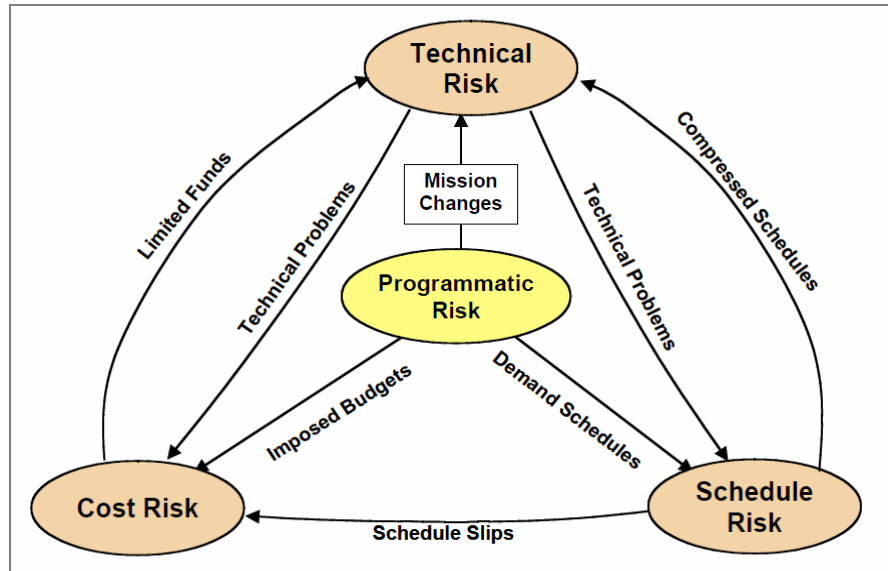 Technical
Risk
Limited Funds
Technical Problems
Mission
Changes
Technical Problems
Compressed Schedules
Programmatic
Risk
Imposed Budgets
Demand Schedules
Cost Risk
Schedule
Risk
Schedule Slips